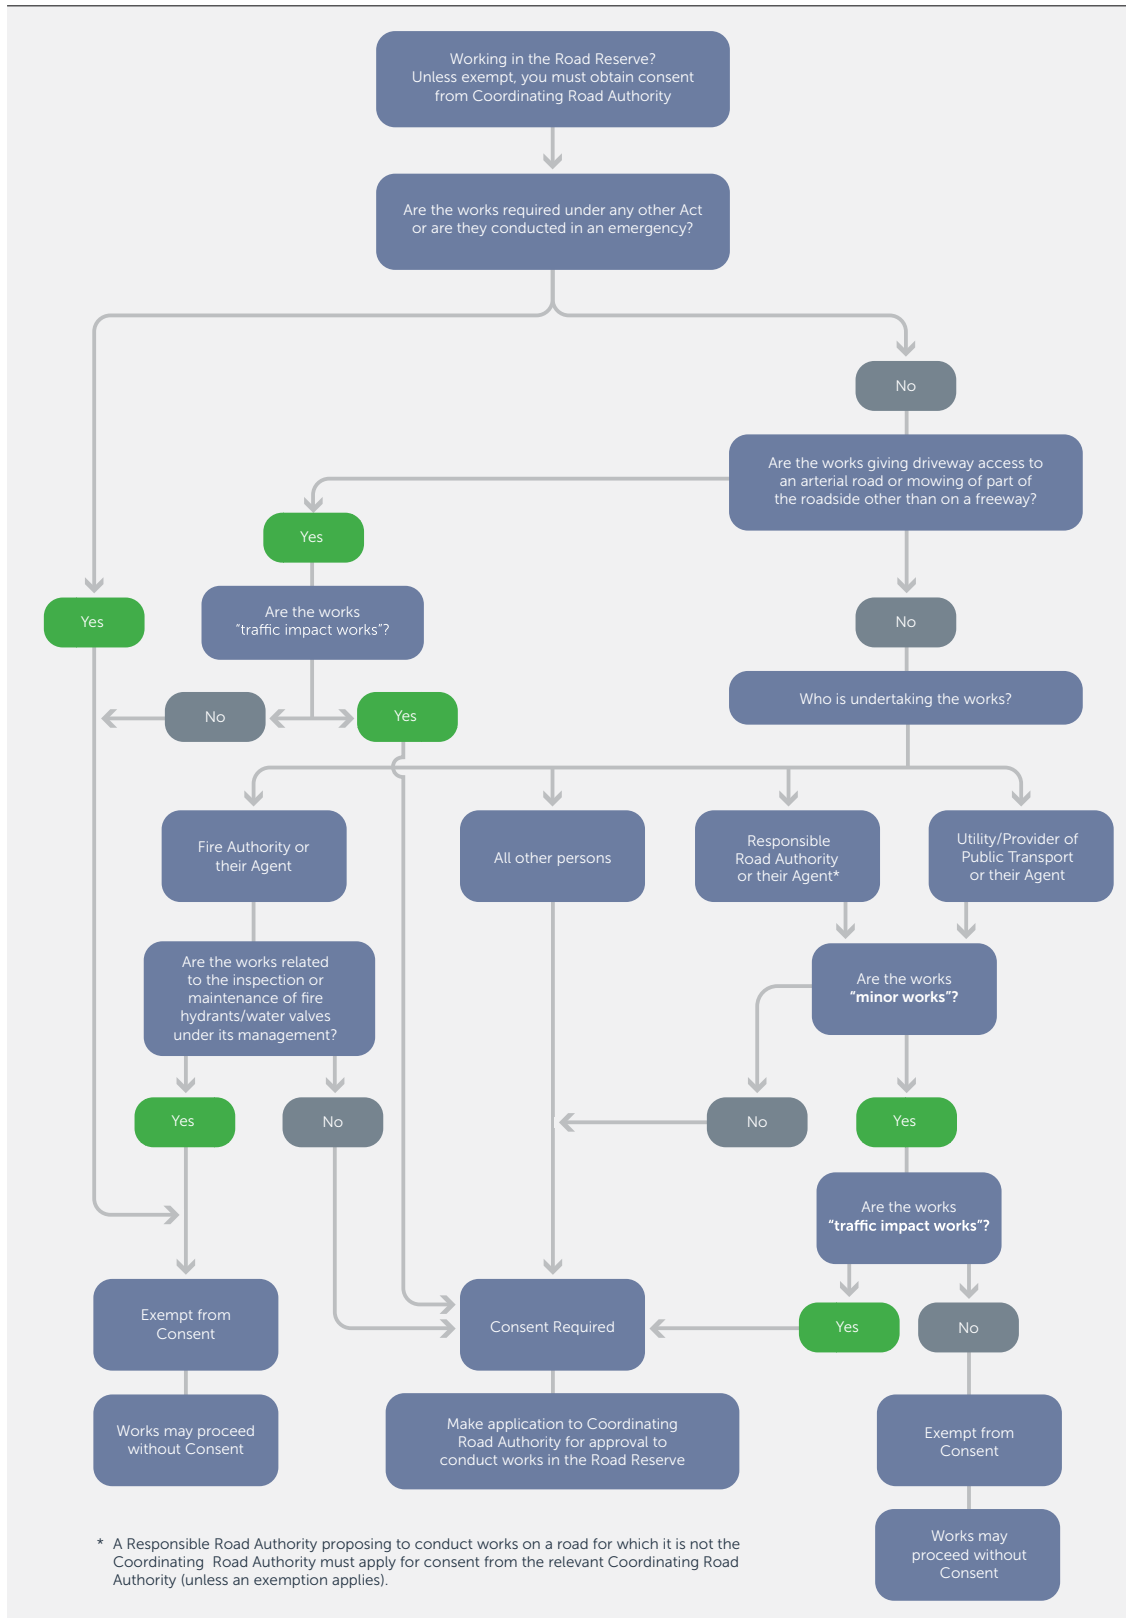 Working in the Road Reserve?
Unless exempt, you must obtain consent
from Coordinating Road Authority
Are the works required under any other Act
or are they conducted in an emergency?
No
Are the works giving driveway access to
an arterial road or mowing of part of
the roadside other than on a freeway?
Yes
Yes
Are the works
“traffic impact works”?
No
Who is undertaking the works?
No
Yes
Fire Authority or
their Agent
All other persons
Responsible
Road Authority
or their Agent*
Utility/Provider of
Public Transport
or their Agent
Are the works related
to the inspection or
maintenance of fire
hydrants/water valves
under its management?
Are the works
“minor works”?
Yes
No
No
Yes
Are the works
“traffic impact works”?
Exempt from
Consent
Consent Required
Yes
No
Works may proceed
without Consent
Make application to Coordinating
Road Authority for approval to
conduct works in the Road Reserve
Exempt from
Consent
Works may
proceed without
Consent
* A Responsible Road Authority proposing to conduct works on a road for which it is not the
Coordinating Road Authority must apply for consent from the relevant Coordinating Road
Authority (unless an exemption applies).